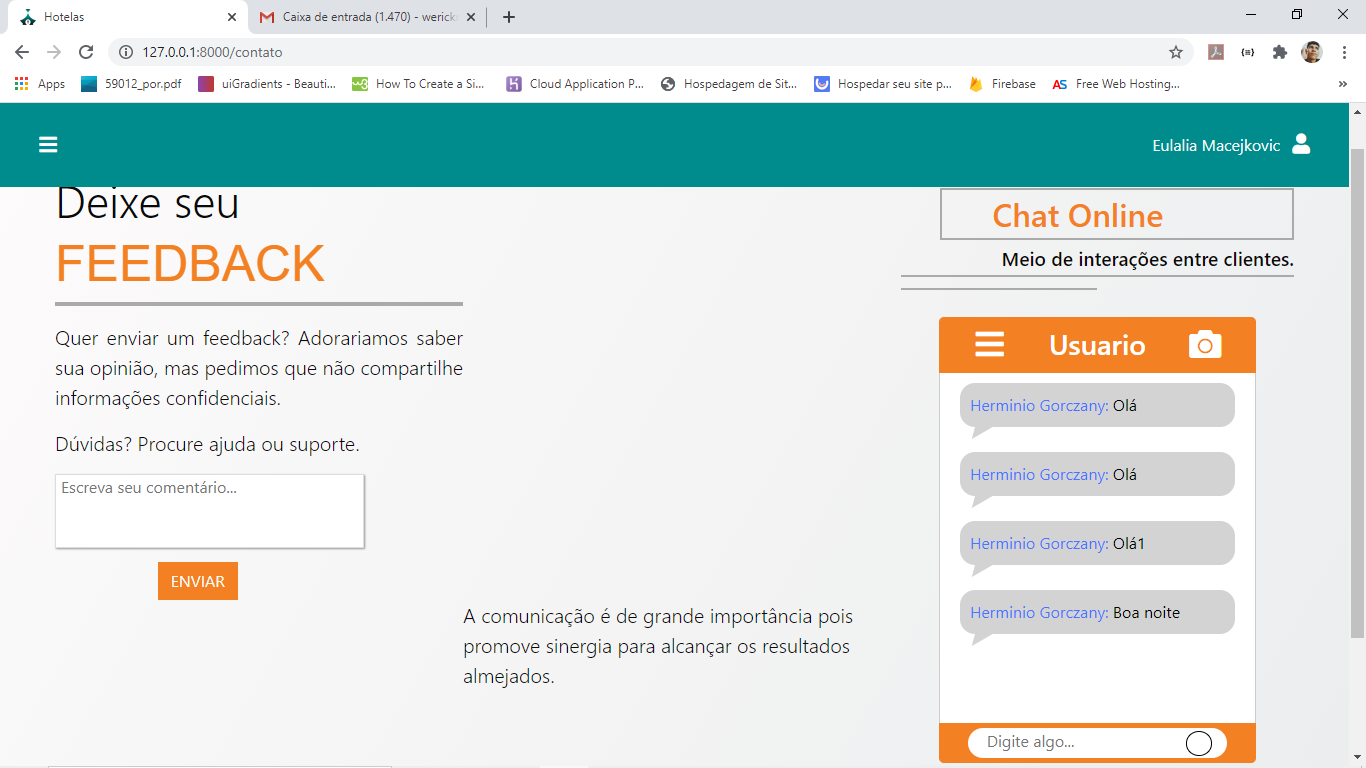 Hotelas
Caixa de entrada (1.470) - werick
127.0.0.1:8000/contato
Apps
59012_por.pdf
uiGradients - Beauti...
How To Create a Si...
Cloud Application P...
Hospedagem de Sit...
Hospedar seu site p...
Firebase
AS Free Web Hosting...
Eulalia Macejkovic
Deixe seu
FEEDBACK
Quer enviar um feedback? Adorariamos saber
sua opinião, mas pedimos que não compartilhe
informações confidenciais.
Dúvidas? Procure ajuda ou suporte.
Escreva seu comentário...
ENVIAR
A comunicação é de grande importância pois
promove sinergia para alcançar os resultados
almejados.
Chat Online
Meio de interações entre clientes.
Usuario
Herminio Gorczany: Olá
Herminio Gorczany: Olá
Herminio Gorczany: Olá1
Herminio Gorczany: Boa noite
Digite algo...